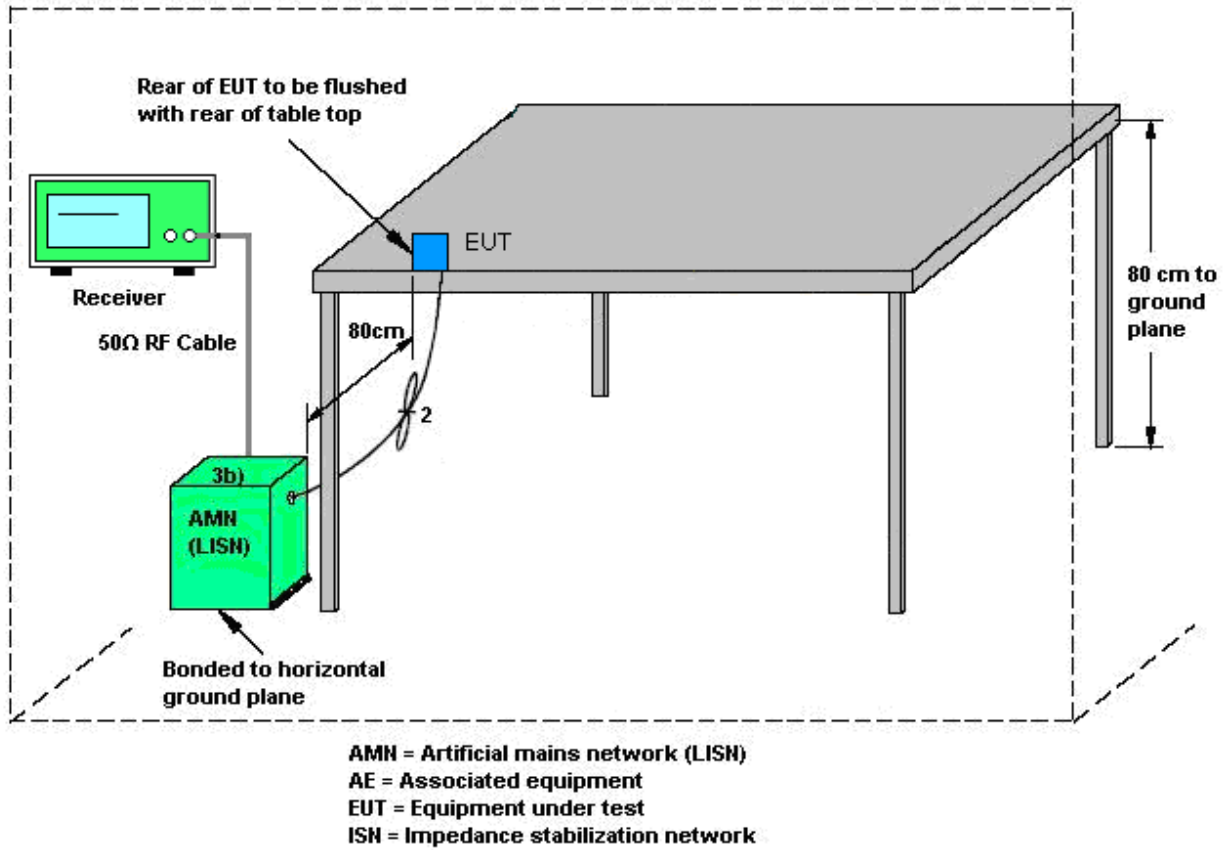 Rear of EUT to be flushed
with rear of table top
EUT
Receiver
50Ω RF Cable
80cm
2
80 cm to
ground
plane
3b)
AMN
(LISN)
Bonded to horizontal
ground plane
AMN = Artificial mains network (LISN)
AE = Associated equipment
EUT = Equipment under test
ISN = Impedance stabilization network